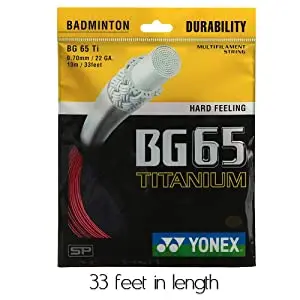 BADMINTON
DURABILITY
BG 65 Ti
0.70mm / 22 GA.
10m / 33feet
MULTIFILAMENT
STRING
HARD FEELING
BG65
TITANIUM
SP
YONEX
33 feet in length